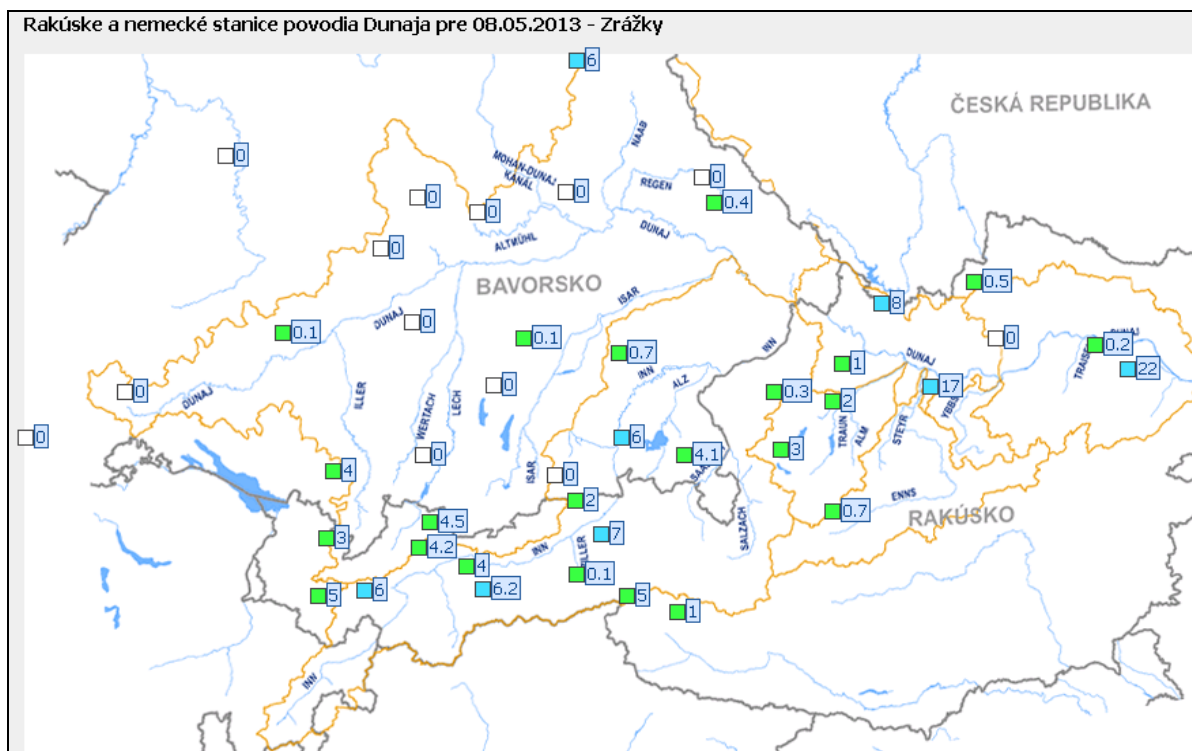 Rakúske a nemecké stanice povodia Dunaja pre 08.05.2013 - Zrážky
6
ČESKÁ REPUBLIKA
NAAB
0
MOHAN-DUNAJ
KANÁL
REGEN
0
0
0
0
0.4
DUNAJ
ALTMÜHL
0
BAVORSKO
ISAR
0.5
8
DUNAJ
0
0.1
0.1
0
INN
DUNAJ
0.2
TRAISEN
DUNAJ
0.7
1
22
INN
ALZ
0
DUNAJ
ILLER
WERTACH
LECH
0
0.3
2
17
YBBS
TRAUN
ALM
STEYR
0
6
3
0
4.1
4
ISAR
0
SALZACH
ENNS
2
0.7
RAKÚSKO
4.5
3
7
4.2
INN
4
0.1
6
6.2
5
5
1
INN